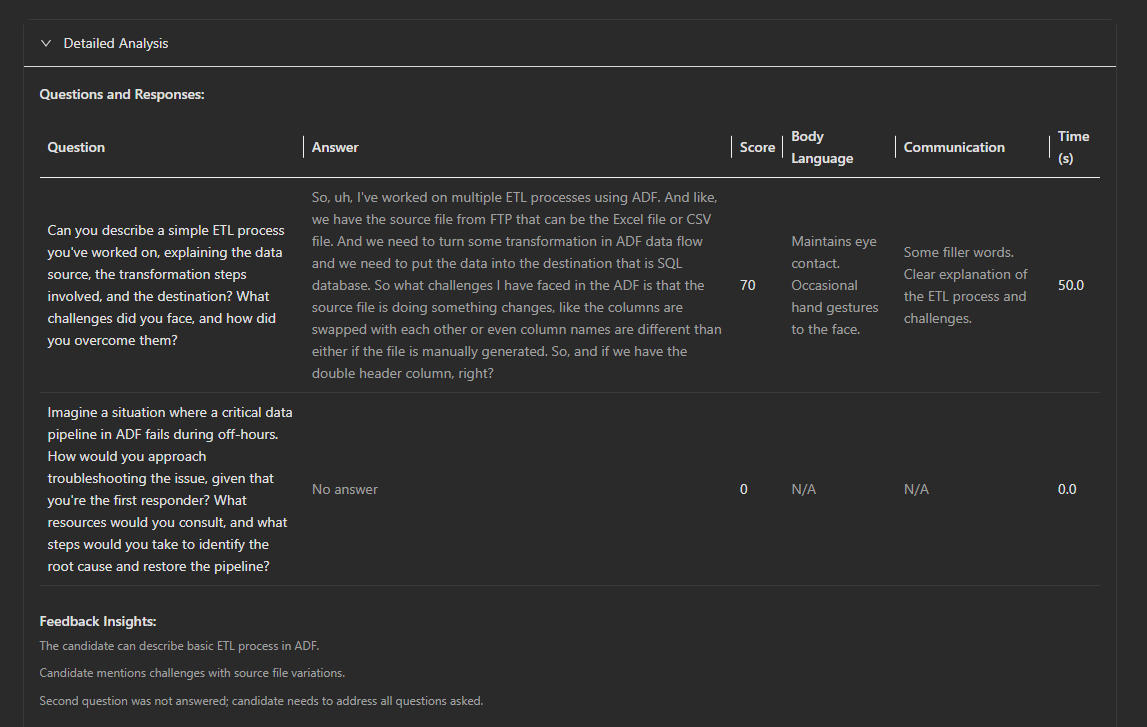 Detailed Analysis
Questions and Responses:
Question
Answer
Score
Body
Language
Communication
Time
(s)
Can you describe a simple ETL process
you've worked on, explaining the data
source, the transformation steps
involved, and the destination? What
challenges did you face, and how did
you overcome them?
So, uh, I've worked on multiple ETL processes using ADF. And like,
we have the source file from FTP that can be the Excel file or CSV
file. And we need to turn some transformation in ADF data flow
and we need to put the data into the destination that is SQL
database. So what challenges I have faced in the ADF is that the
source file is doing something changes, like the columns are
swapped with each other or even column names are different than
either if the file is manually generated. So, and if we have the
double header column, right?
70
Maintains eye
contact.
Occasional
hand gestures
to the face.
Some filler words.
Clear explanation of
the ETL process and
challenges.
50.0
Imagine a situation where a critical data
pipeline in ADF fails during off-hours.
How would you approach
troubleshooting the issue, given that
you're the first responder? What
resources would you consult, and what
steps would you take to identify the
root cause and restore the pipeline?
No answer
0
N/A
N/A
0.0
Feedback Insights:
The candidate can describe basic ETL process in ADF.
Candidate mentions challenges with source file variations.
Second question was not answered; candidate needs to address all questions asked.